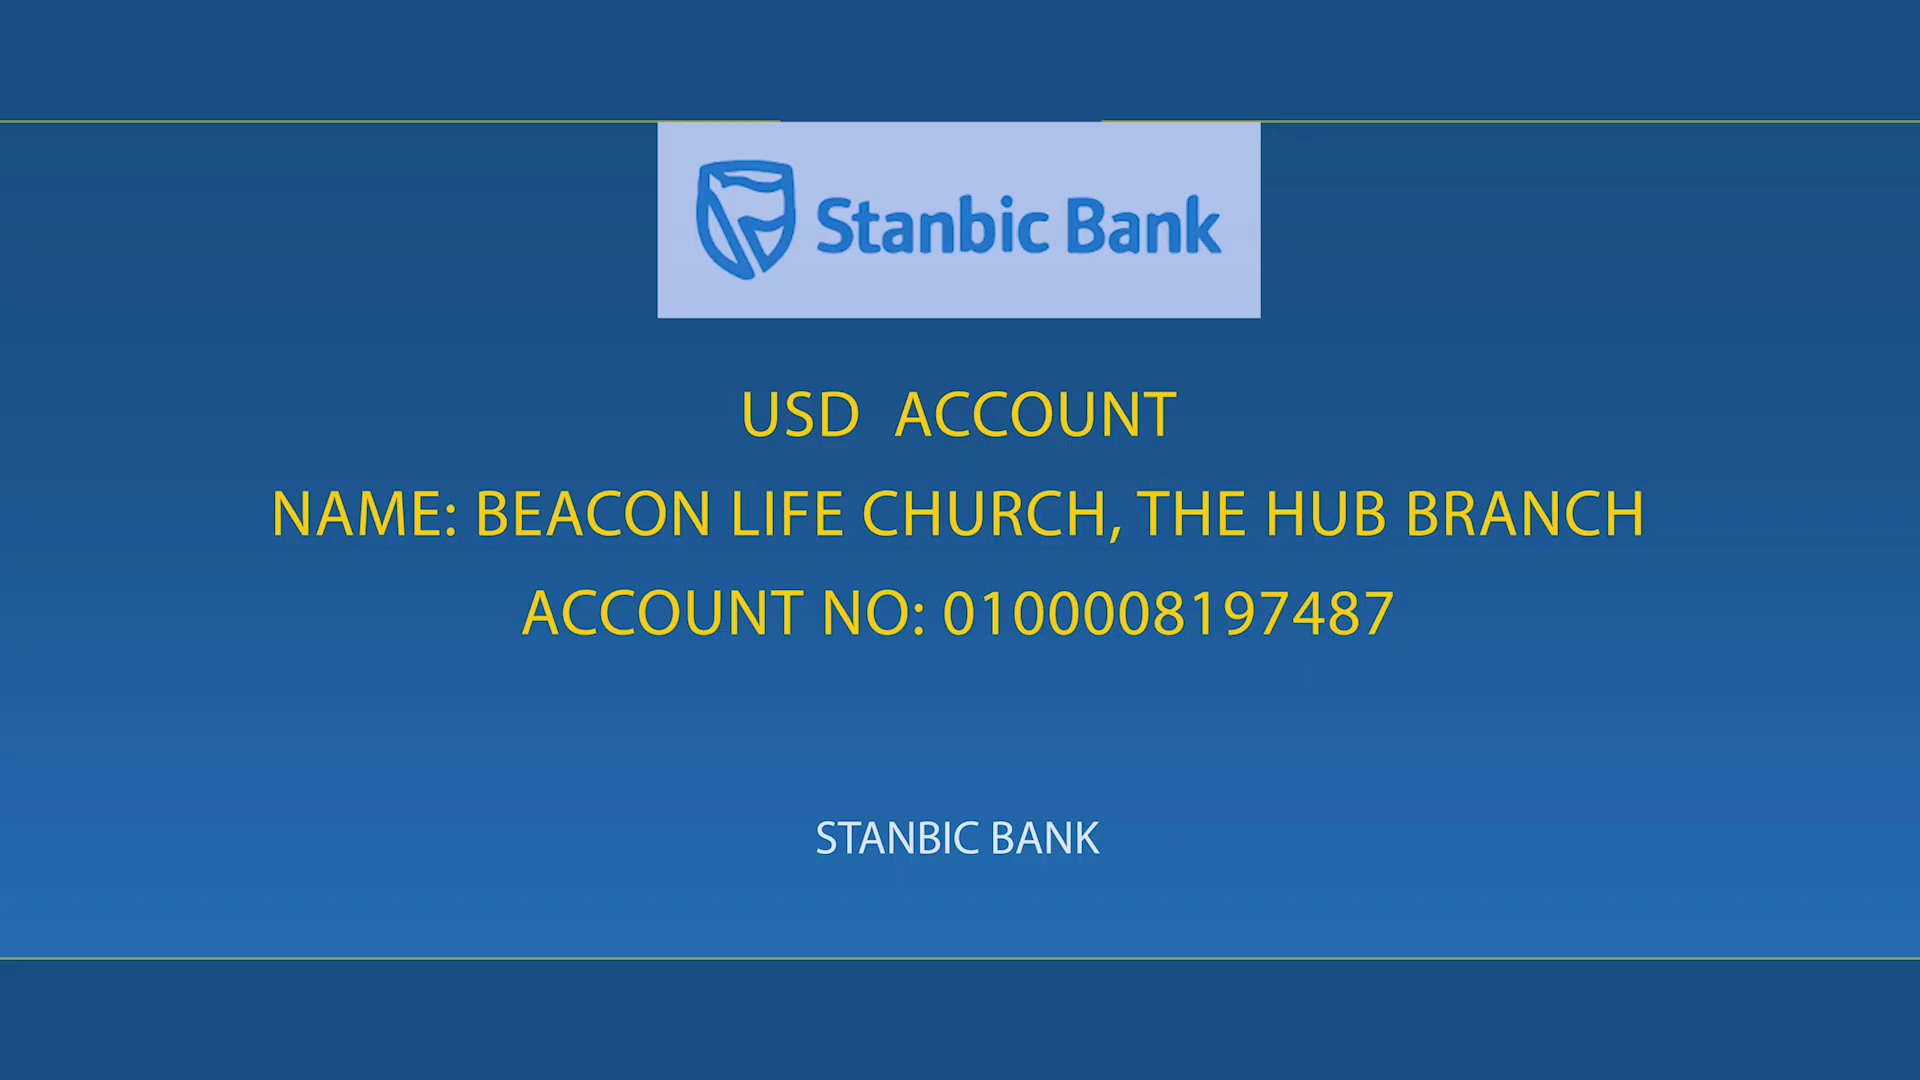 Stanbic Bank
USD ACCOUNT
NAME: BEACON LIFE CHURCH, THE HUB BRANCH
ACCOUNT NO: 0100008197487
STANBIC BANK